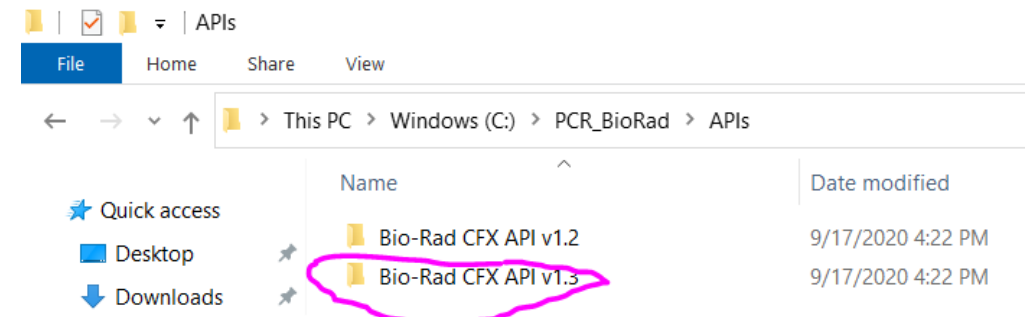 APIs
File Home Share View
This PC > Windows (C:) > PCR_BioRad > APIs
Name Date modified
Quick access
Bio-Rad CFX API v1.2 9/17/2020 4:22 PM
Desktop
Bio-Rad CFX API v1.3 9/17/2020 4:22 PM
Downloads